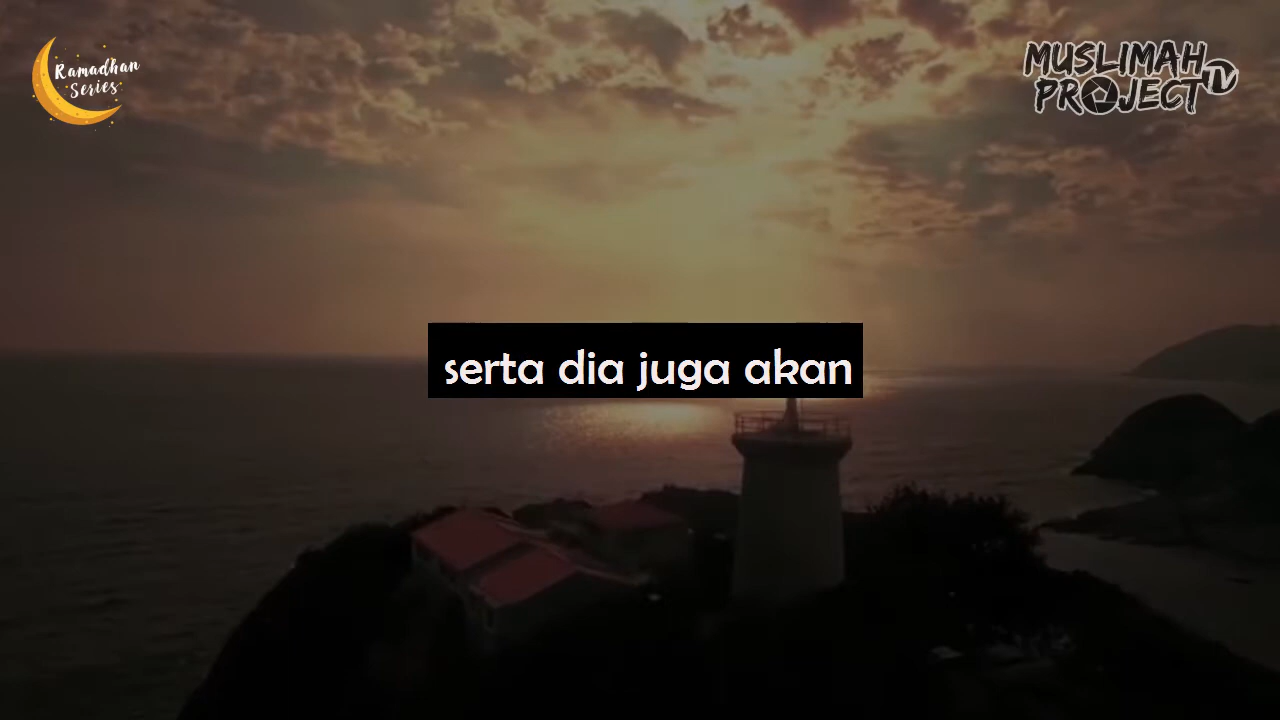 Ramadhan
Series
MUSLIMAH
PROJECT TV
serta dia juga akan